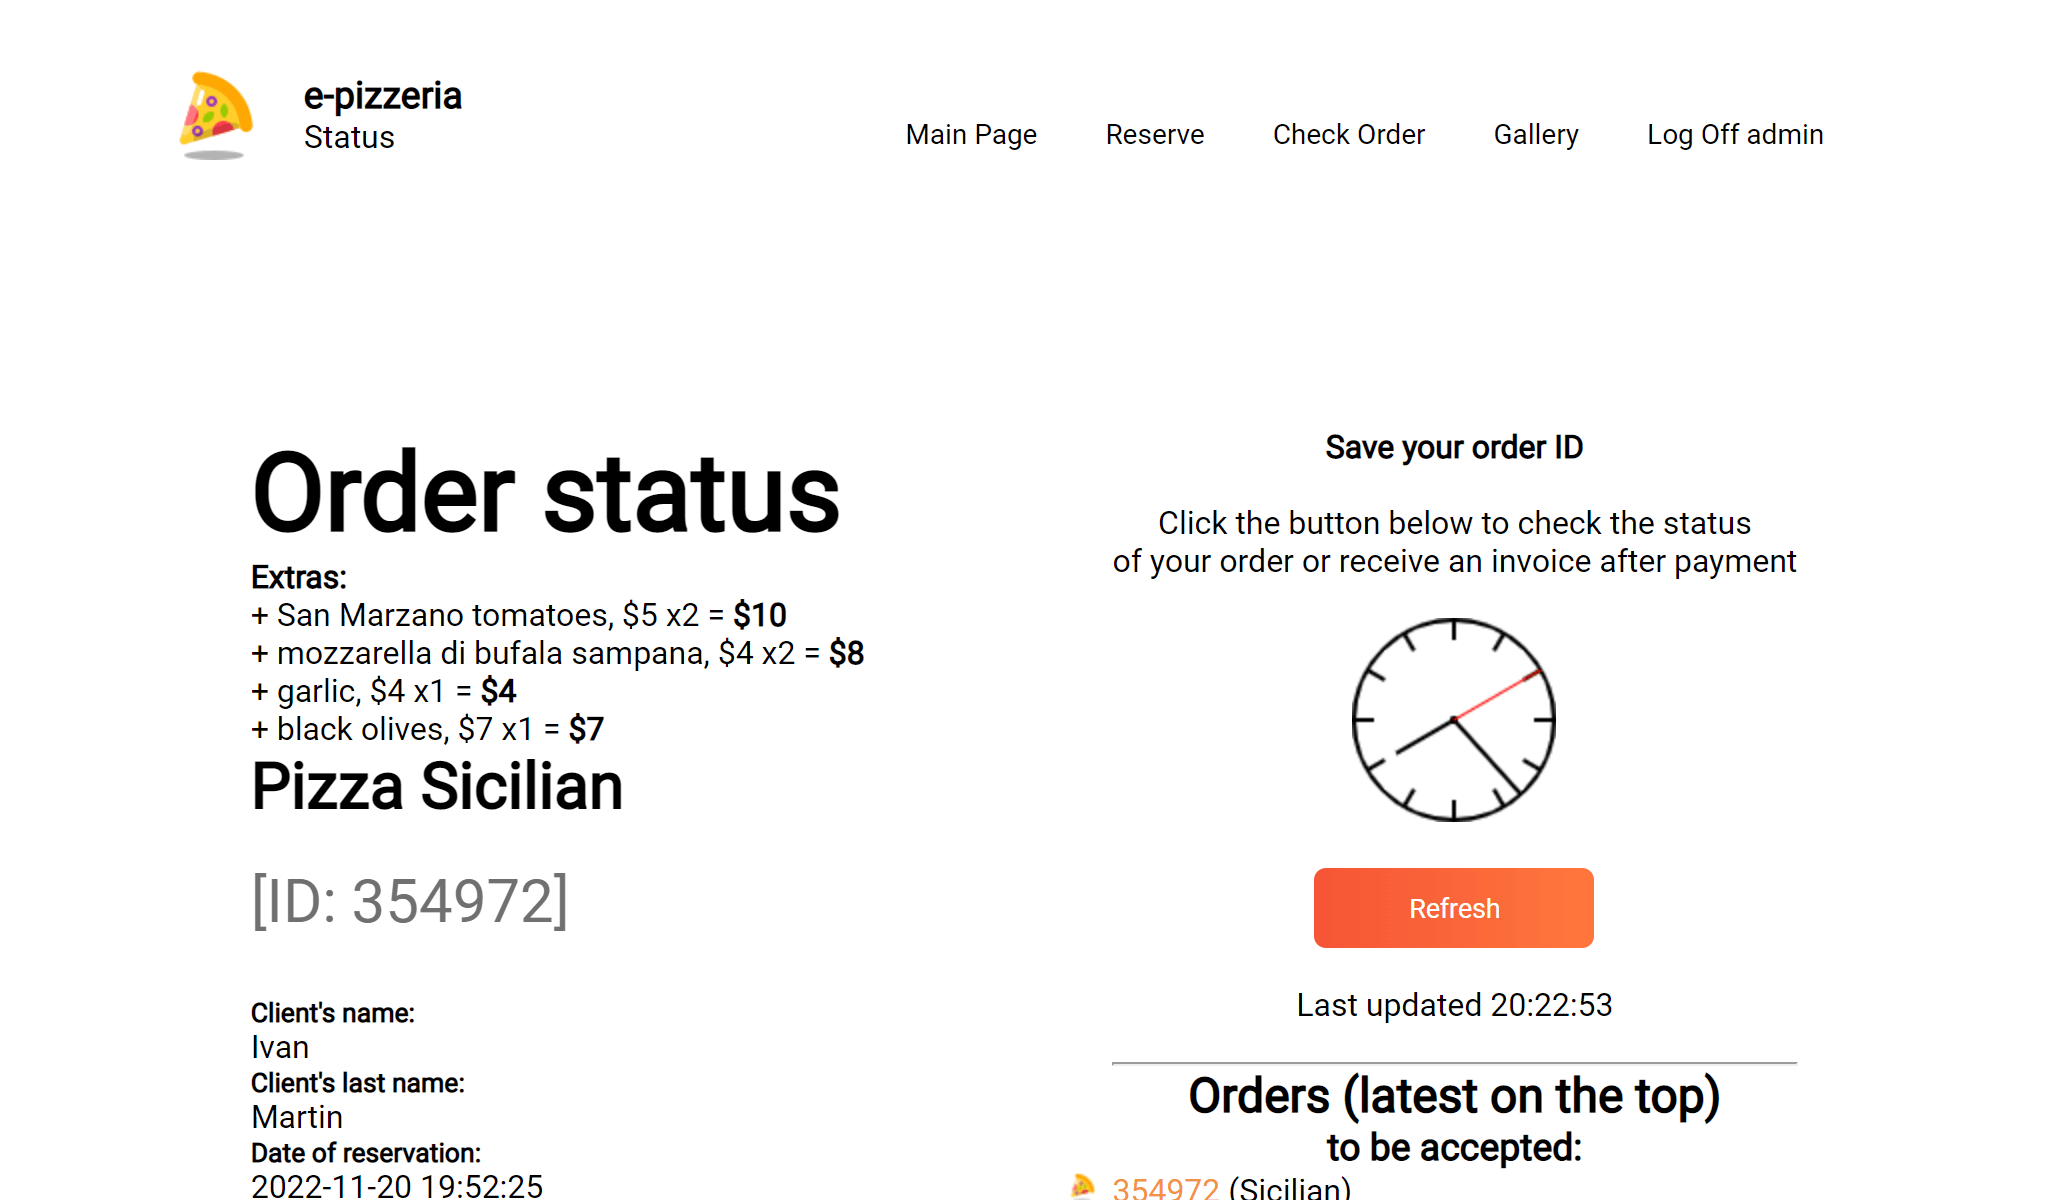 e-pizzeria
Status
Main Page
Reserve
Check Order
Gallery
Log Off admin
Order status
Extras:
+ San Marzano tomatoes, $5 x2 = $10
+ mozzarella di bufala sampana, $4 x2 = $8
+ garlic, $4 x1 = $4
+ black olives, $7 x1 = $7
Pizza Sicilian
[ID: 354972]
Client's name:
Ivan
Client's last name:
Martin
Date of reservation:
2022-11-20 19:52:25
Save your order ID
Click the button below to check the status
of your order or receive an invoice after payment
Refresh
Last updated 20:22:53
Orders (latest on the top)
to be accepted:
354972 (Sicilian)